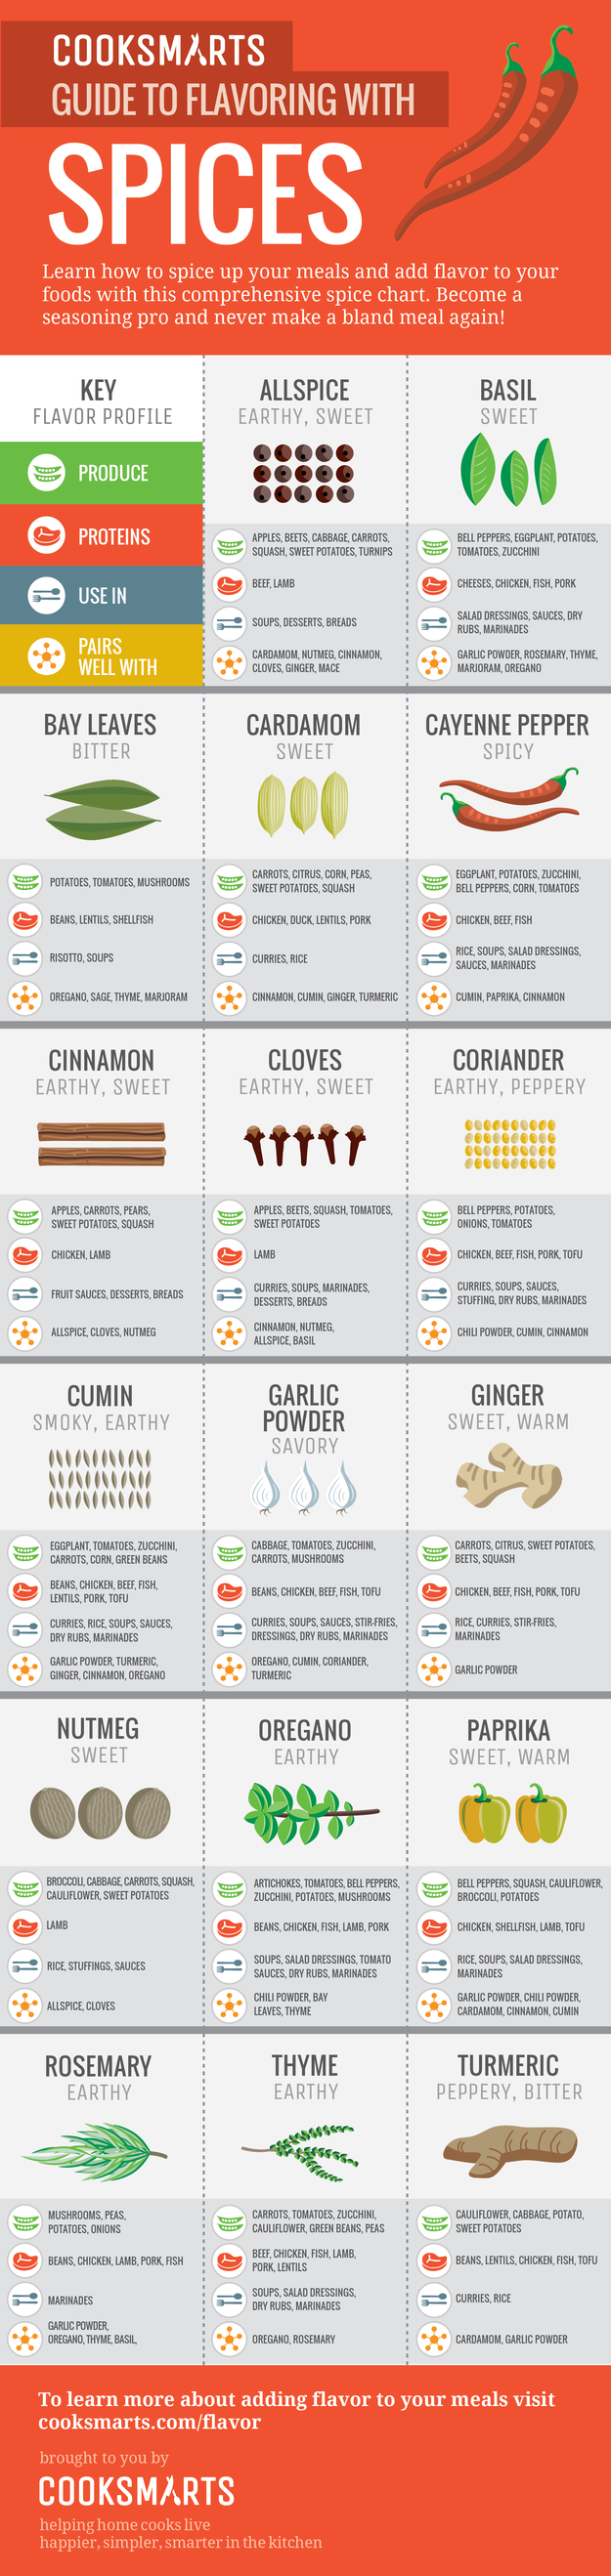 COOKSMARTS
GUIDE TO FLAVORING WITH
SPICES
Learn how to spice up your meals and add flavor to your
foods with this comprehensive spice chart. Become a
seasoning pro and never make a bland meal again!
KEY
FLAVOR PROFILE
PRODUCE
PROTEINS
USE IN
PAIRS
WELL WITH
ALLSPICE
EARTHY, SWEET
APPLES, BEETS, CABBAGE, CARROTS,
SQUASH, SWEET POTATOES, TURNIPS
BEEF, LAMB
SOUPS, DESSERTS, BREADS
CARDAMOM, NUTMEG, CINNAMON,
CLOVES, GINGER, MACE
BASIL
SWEET
BELL PEPPERS, EGGPLANT, POTATOES,
TOMATOES, ZUCCHINI
CHEESES, CHICKEN, FISH, PORK
SALAD DRESSINGS, SAUCES, DRY
RUBS, MARINADES
GARLIC POWDER, ROSEMARY, THYME,
MARJORAM, OREGANO
BAY LEAVES
BITTER
POTATOES, TOMATOES, MUSHROOMS
BEANS, LENTILS, SHELLFISH
RISOTTO, SOUPS
OREGANO, SAGE, THYME, MARJORAM
CARDAMOM
SWEET
CARROTS, CITRUS, CORN, PEAS,
SWEET POTATOES, SQUASH
CHICKEN, DUCK, LENTILS, PORK
CURRIES, RICE
CINNAMON, CUMIN, GINGER, TURMERIC
CAYENNE PEPPER
SPICY
EGGPLANT, POTATOES, ZUCCHINI,
BELL PEPPERS, CORN, TOMATOES
CHICKEN, BEEF, FISH
RICE, SOUPS, SALAD DRESSINGS,
SAUCES, MARINADES
CUMIN, PAPRIKA, CINNAMON
CINNAMON
EARTHY, SWEET
APPLES, CARROTS, PEARS,
SWEET POTATOES, SQUASH
CHICKEN, LAMB
FRUIT SAUCES, DESSERTS, BREADS
ALLSPICE, CLOVES, NUTMEG
CLOVES
EARTHY, SWEET
APPLES, BEETS, SQUASH, TOMATOES,
SWEET POTATOES
LAMB
CURRIES, SOUPS, MARINADES,
DESSERTS, BREADS
CINNAMON, NUTMEG,
ALLSPICE, BASIL
CORIANDER
EARTHY, PEPPERY
BELL PEPPERS, POTATOES,
ONIONS, TOMATOES
CHICKEN, BEEF, FISH, PORK, TOFU
CURRIES, SOUPS, SAUCES,
STUFFING, DRY RUBS, MARINADES
CHILI POWDER, CUMIN, CINNAMON
CUMIN
SMOKY, EARTHY
EGGPLANT, TOMATOES, ZUCCHINI,
CARROTS, CORN, GREEN BEANS
BEANS, CHICKEN, BEEF, FISH,
LENTILS, PORK, TOFU
CURRIES, RICE, SOUPS, SAUCES,
DRY RUBS, MARINADES
GARLIC POWDER, TURMERIC,
GINGER, CINNAMON, OREGANO
GARLIC
POWDER
SAVORY
CABBAGE, TOMATOES, ZUCCHINI,
CARROTS, MUSHROOMS
BEANS, CHICKEN, BEEF, FISH, TOFU
CURRIES, SOUPS, SAUCES, STIR-FRIES,
DRESSINGS, DRY RUBS, MARINADES
OREGANO, CUMIN, CORIANDER,
TURMERIC
GINGER
SWEET, WARM
CARROTS, CITRUS, SWEET POTATOES,
BEETS, SQUASH
CHICKEN, BEEF, FISH, PORK, TOFU
RICE, CURRIES, STIR-FRIES,
MARINADES
GARLIC POWDER
NUTMEG
SWEET
BROCCOLI, CABBAGE, CARROTS, SQUASH,
CAULIFLOWER, SWEET POTATOES
LAMB
RICE, STUFFINGS, SAUCES
ALLSPICE, CLOVES
OREGANO
EARTHY
ARTICHOKES, TOMATOES, BELL PEPPERS,
ZUCCHINI, POTATOES, MUSHROOMS
BEANS, CHICKEN, FISH, LAMB, PORK
SOUPS, SALAD DRESSINGS, TOMATO
SAUCES, DRY RUBS, MARINADES
CHILI POWDER, BAY
LEAVES, THYME
PAPRIKA
SWEET, WARM
BELL PEPPERS, SQUASH, CAULIFLOWER,
BROCCOLI, POTATOES
CHICKEN, SHELLFISH, LAMB, TOFU
RICE, SOUPS, SALAD DRESSINGS,
MARINADES
GARLIC POWDER, CHILI POWDER,
CARDAMOM, CINNAMON, CUMIN
ROSEMARY
EARTHY
MUSHROOMS, PEAS,
POTATOES, ONIONS
BEANS, CHICKEN, LAMB, PORK, FISH
MARINADES
GARLIC POWDER,
OREGANO, THYME, BASIL,
THYME
EARTHY
CARROTS, TOMATOES, ZUCCHINI,
CAULIFLOWER, GREEN BEANS, PEAS
BEEF, CHICKEN, FISH, LAMB,
PORK, LENTILS
SOUPS, SALAD DRESSINGS,
DRY RUBS, MARINADES
OREGANO, ROSEMARY
TURMERIC
PEPPERY, BITTER
CAULIFLOWER, CABBAGE, POTATO,
SWEET POTATOES
BEANS, LENTILS, CHICKEN, FISH, TOFU
CURRIES, RICE
CARDAMOM, GARLIC POWDER
To learn more about adding flavor to your meals visit
cooksmarts.com/flavor
brought to you by
COOKSMARTS
helping home cooks live
happier, simpler, smarter in the kitchen